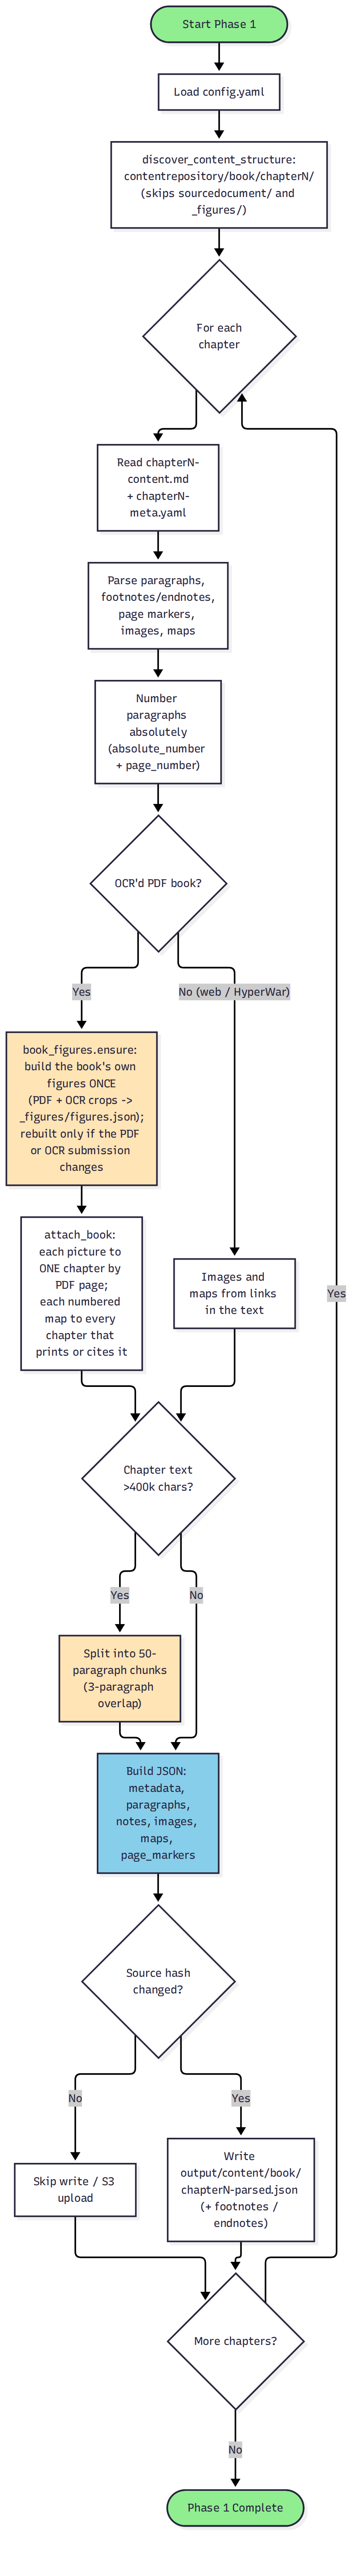 Start Phase 1
Load config.yaml
discover_content_structure:
contentrepository/book/chapterN/
(skips sourcedocument/ and
_figures/)
For each
chapter
Read chapterN-
content.md
+ chapterN-
meta.yaml
Parse paragraphs,
footnotes/endnotes,
page markers,
images, maps
Number
paragraphs
absolutely
(absolute_number
+ page_number)
OCR'd PDF book?
Yes
No (web / HyperWar)
book_figures.ensure:
build the book's own
figures ONCE
(PDF + OCR crops ->
_figures/figures.json);
rebuilt only if the PDF
or OCR submission
changes
attach_book:
each picture to
ONE chapter by
PDF page;
each numbered
map to every
chapter that
prints or cites it
Images and
maps from links
in the text
Yes
Chapter text
>400k chars?
Yes
No
Split into 50-
paragraph chunks
(3-paragraph
overlap)
Build JSON:
metadata,
paragraphs,
notes, images,
maps,
page_markers
Source hash
changed?
No
Yes
Skip write / S3
upload
Write
output/content/book/
chapterN-parsed.json
(+ footnotes /
endnotes)
More chapters?
No
Phase 1 Complete